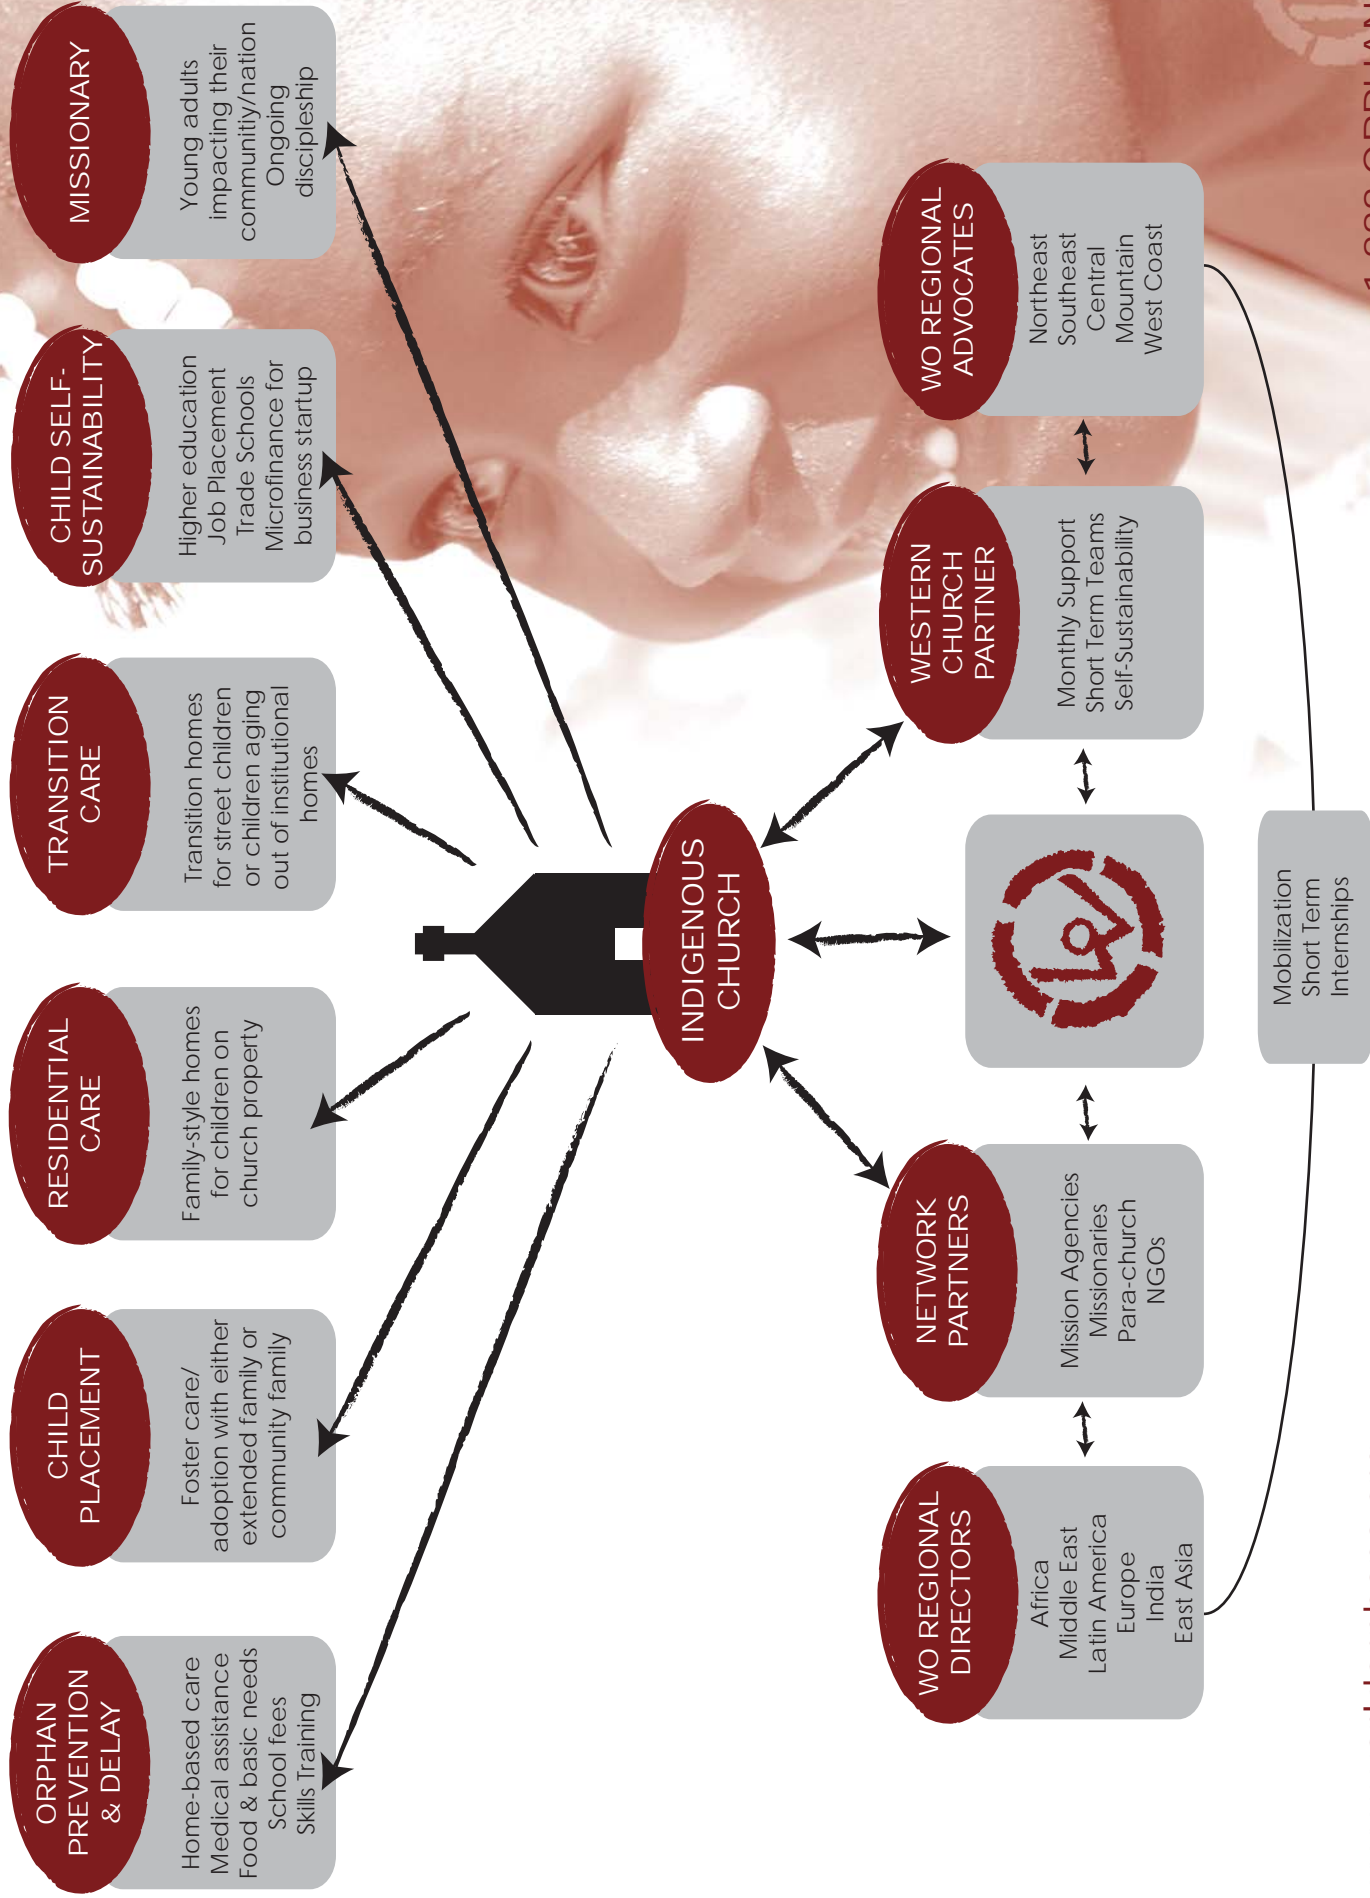 ORPHAN
PREVENTION
& DELAY
Home-based care
Medical assistance
Food & basic needs
School fees
Skills Training
CHILD
PLACEMENT
Foster care/
adoption with either
extended family or
community family
RESIDENTIAL
CARE
Family-style homes
for children on
church property
TRANSITION
CARE
Transition homes
for street children
or children aging
out of institutional
homes
CHILD SELF-
SUSTAINABILITY
Higher education
Job Placement
Trade Schools
Microfinance for
business startup
MISSIONARY
Young adults
impacting their
community/nation
Ongoing
discipleship
INDIGENOUS
CHURCH
WO REGIONAL
DIRECTORS
Africa
Middle East
Latin America
Europe
India
East Asia
NETWORK
PARTNERS
Mission Agencies
Missionaries
Para-church
NGOs
WESTERN
CHURCH
PARTNER
Monthly Support
Short Term Teams
Self-Sustainability
WO REGIONAL
ADVOCATES
Northeast
Southeast
Central
Mountain
West Coast
Mobilization
Short Term
Internships